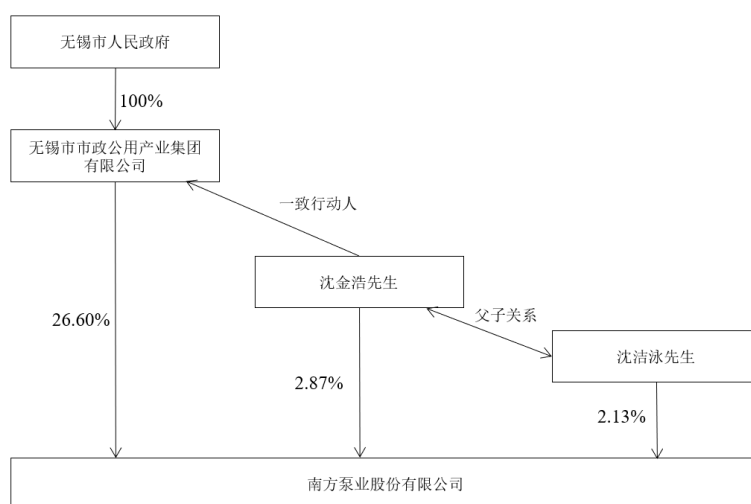 无锡市人民政府
100%
无锡市市政公用产业集团
有限公司
一致行动人
沈金浩先生
26.60%
父子关系
沈洁泳先生
2.87%
2.13%
南方泵业股份有限公司